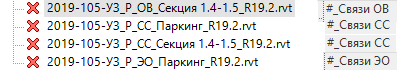 2019-105-УЗ_Р_ОВ_Секция 1.4-1.5_R19.2.rvt #_Связи ОВ
2019-105-УЗ_Р_СС_Паркинг_R19.2.rvt #_Связи СС
2019-105-УЗ_Р_СС_Секция 1.4-1.5_R19.2.rvt #_Связи СС
2019-105-УЗ_Р_ЭО_Паркинг_R19.2.rvt #_Связи ЭО